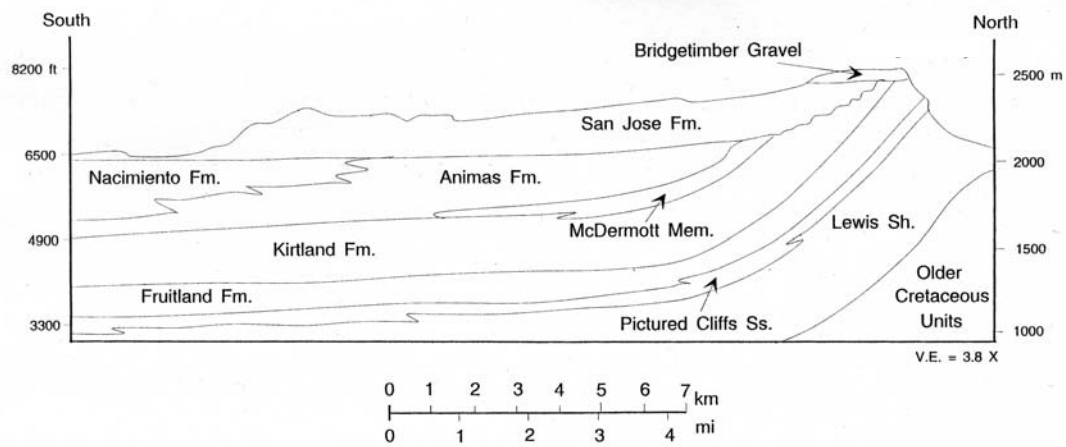 South
North
Bridgetimber Gravel
8200 ft
2500 m
San Jose Fm.
6500
2000
Nacimiento Fm.
Animas Fm.
McDermott Mem.
Lewis Sh.
4900
1500
Kirtland Fm.
Older
Cretaceous
Units
Fruitland Fm.
Pictured Cliffs Ss.
3300
1000
V.E. = 3.8 X
0 1 2 3 4 5 6 7 km
0 1 2 3 4 mi